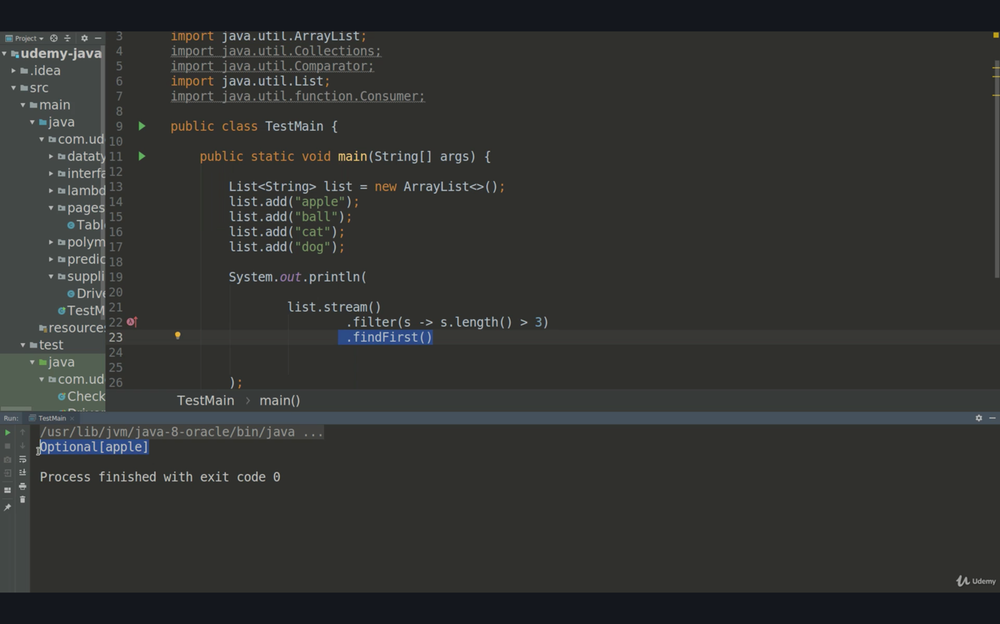 Project
udemy-java
.idea
src
main
java
com.ud
dataty
interfa
lambd
pages
Tabl
polym
predic
suppli
Drive
TestM
resources
test
java
com.ud
Check
3 import java.util.ArrayList;
4 import java.util.Collections;
5 import java.util.Comparator;
6 import java.util.List;
7 import java.util.function.Consumer;
8
9 public class TestMain {
10
11 public static void main(String[] args) {
12
13 List<String> list = new ArrayList<>();
14 list.add("apple");
15 list.add("ball");
16 list.add("cat");
17 list.add("dog");
18
19 System.out.println(
20
21 list.stream()
22 .filter(s -> s.length() > 3)
23 .findFirst()
24
25
26 );
TestMain > main()
Run: TestMain
/usr/lib/jvm/java-8-oracle/bin/java ...
Optional[apple]
Process finished with exit code 0
Udemy